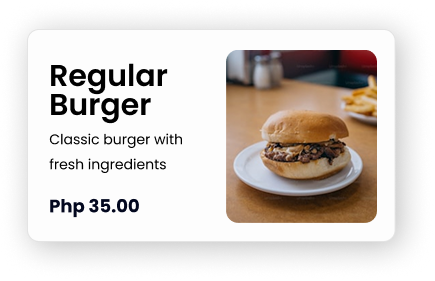 Regular
Burger
Classic burger with
fresh ingredients
Php 35.00